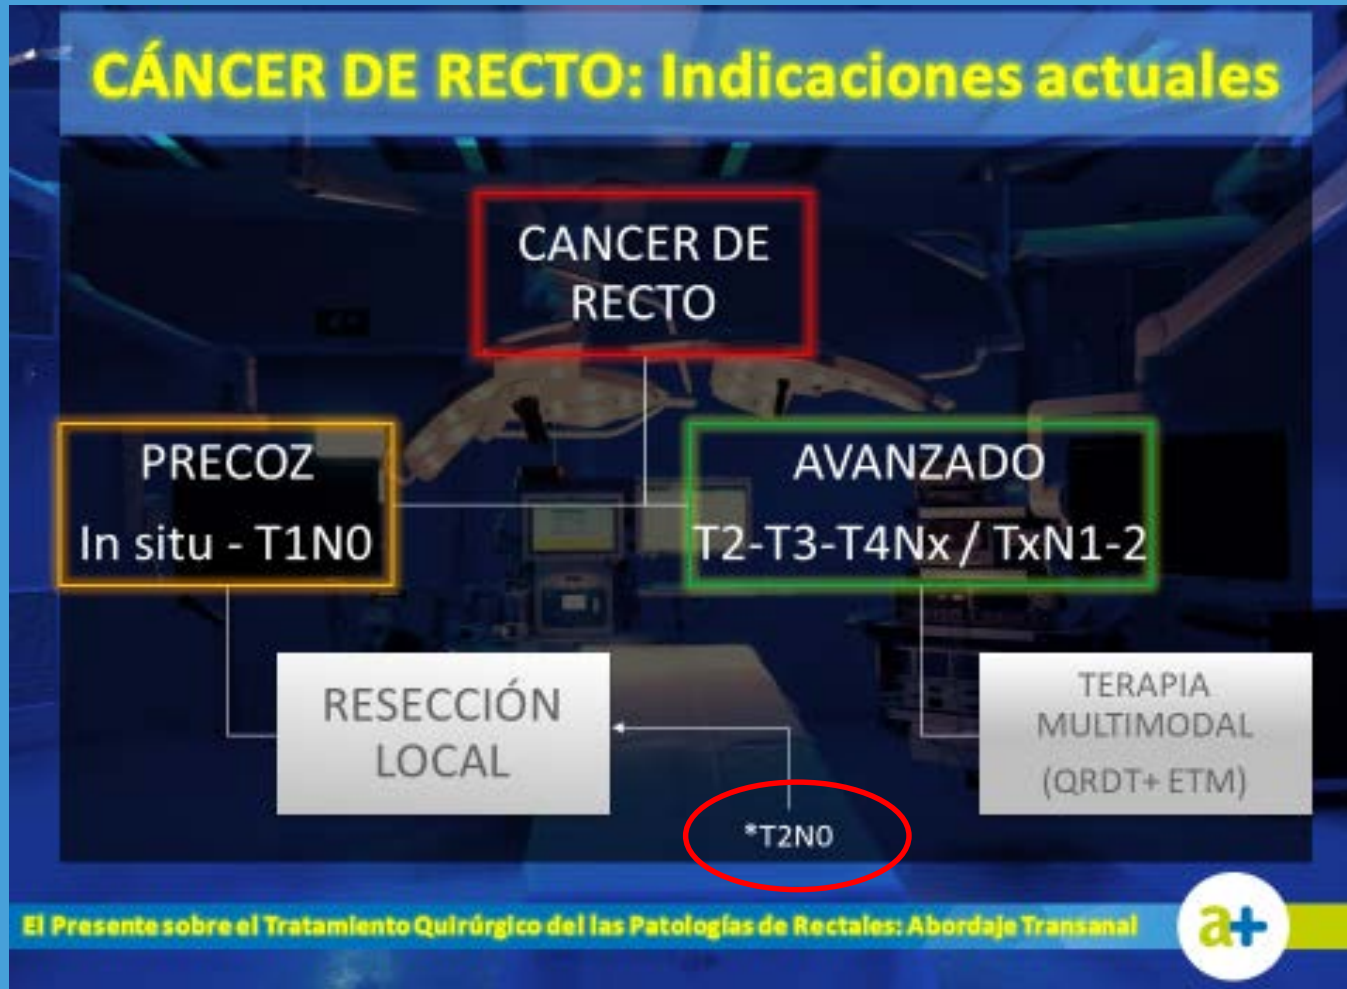 CÁNCER DE RECTO: Indicaciones actuales
CANCER DE
RECTO
PRECOZ
In situ - T1N0
AVANZADO
T2-T3-T4Nx / TxN1-2
RESECCIÓN
LOCAL
TERAPIA
MULTIMODAL
(QRDT+ ETM)
*T2N0
El Presente sobre el Tratamiento Quirúrgico del las Patologías de Rectales: Abordaje Transanal
a+